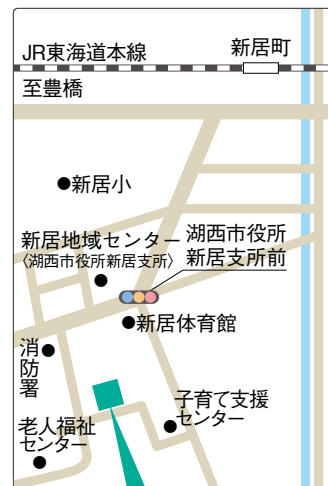 JR東海道本線
新居町
至豊橋
●新居小
新居地域センター
〈湖西市役所新居支所〉
湖西市役所
新居支所前
●新居体育館
消防署
子育て支援
センター
老人福祉
センター